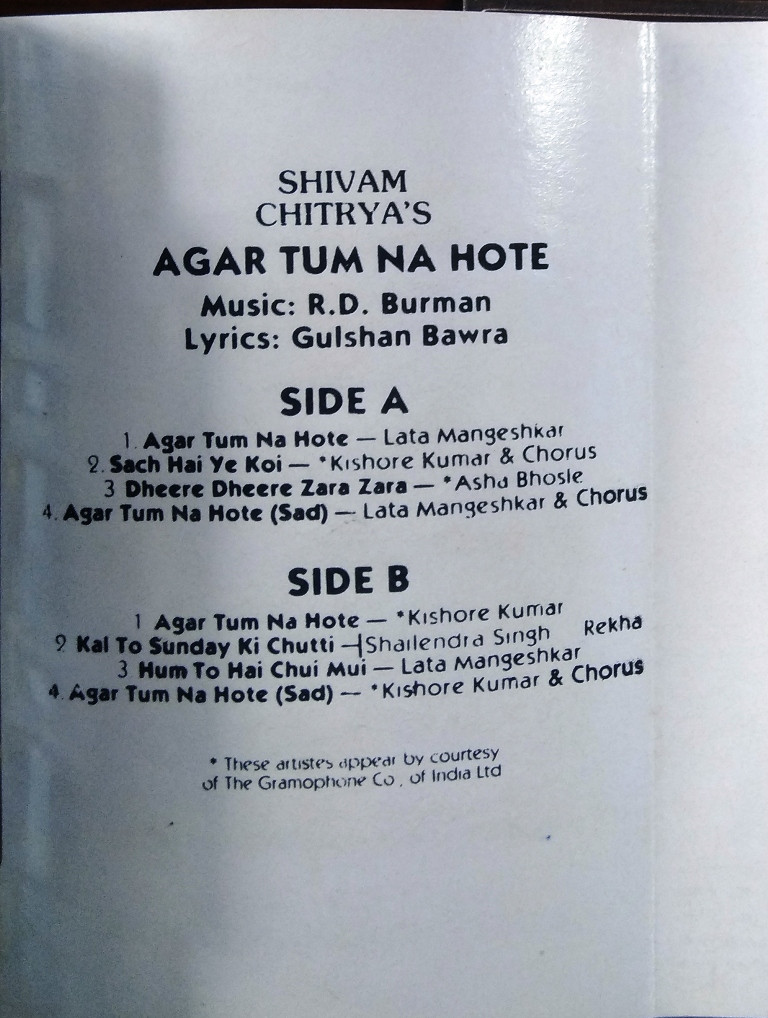 SHIVAM
CHITRYA'S
AGAR TUM NA HOTE
Music: R.D. Burman
Lyrics: Gulshan Bawra
SIDE A
1. Agar Tum Na Hote — Lata Mangeshkar
2. Sach Hai Ye Koi — *Kishore Kumar & Chorus
3 Dheere Dheere Zara Zara — *Asha Bhosle
4. Agar Tum Na Hote (Sad) — Lata Mangeshkar & Chorus
SIDE B
1 Agar Tum Na Hote — *Kishore Kumar
2 Kal To Sunday Ki Chutti — Shailendra Singh Rekha
3 Hum To Hai Chui Mui — Lata Mangeshkar
4. Agar Tum Na Hote (Sad) — *Kishore Kumar & Chorus
* These artistes appear by courtesy
of The Gramophone Co., of India Ltd